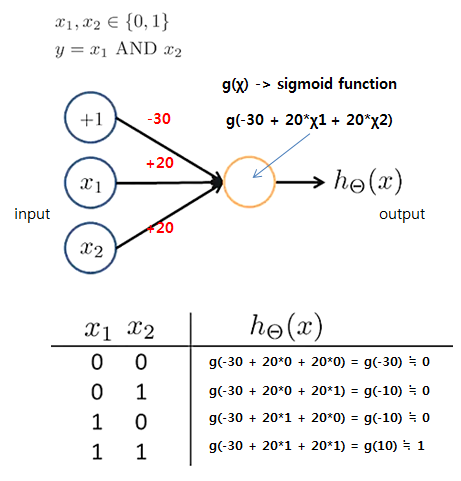 x₁, x₂ ∈ {0, 1}
y = x₁ AND x₂
g(χ) -> sigmoid function
g(-30 + 20*χ1 + 20*χ2)
+1
-30
+20
x₁
hΘ(x)
input
output
+20
x₂
x₁ x₂ hΘ(x)
0 0 g(-30 + 20*0 + 20*0) = g(-30) ≒ 0
0 1 g(-30 + 20*0 + 20*1) = g(-10) ≒ 0
1 0 g(-30 + 20*1 + 20*0) = g(-10) ≒ 0
1 1 g(-30 + 20*1 + 20*1) = g(10) ≒ 1